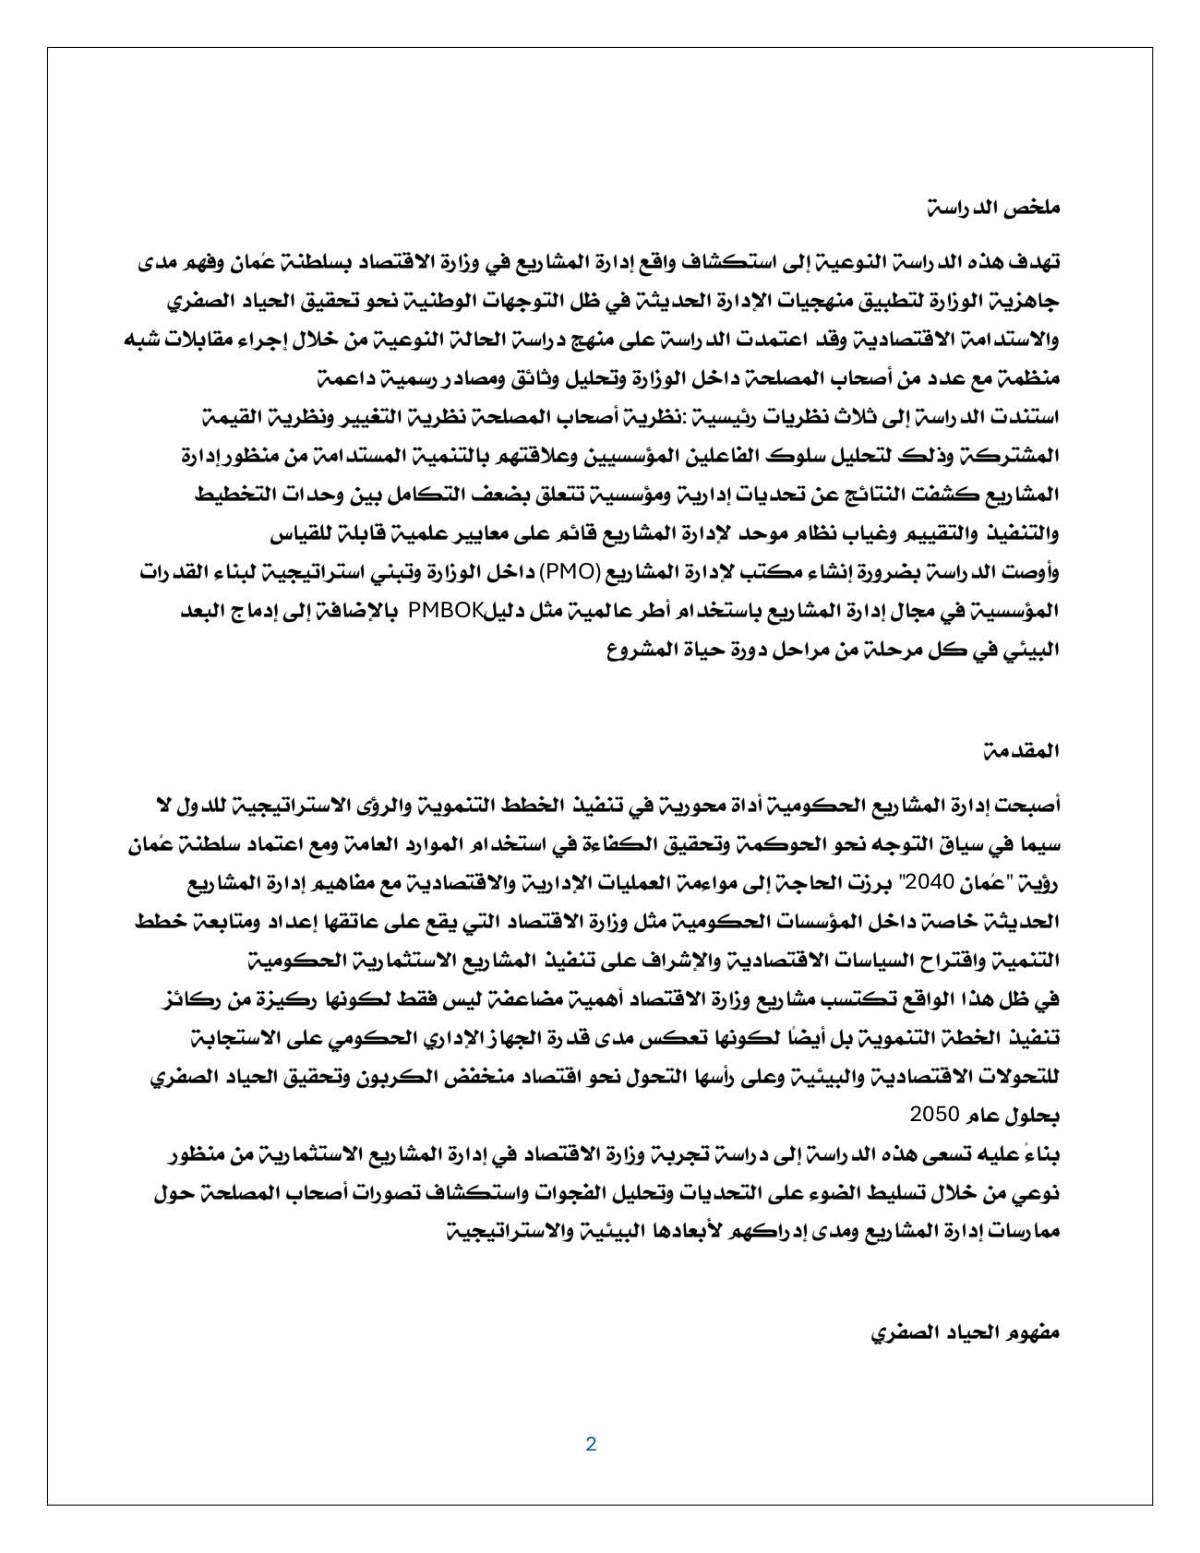 ملخص الدراسة
تهدف هذه الدراسة النوعية إلى استكشاف واقع إدارة المشاريع في وزارة الاقتصاد بسلطنة عُمان وفهم مدى
جاهزية الوزارة لتطبيق منهجيات الإدارة الحديثة في ظل التوجهات الوطنية نحو تحقيق الحياد الصفري
والاستدامة الاقتصادية وقد اعتمدت الدراسة على منهج دراسة الحالة النوعية من خلال إجراء مقابلات شبه
منظمة مع عدد من أصحاب المصلحة داخل الوزارة وتحليل وثائق ومصادر رسمية داعمة
استندت الدراسة إلى ثلاث نظريات رئيسية :نظرية أصحاب المصلحة نظرية التغيير ونظرية القيمة
المشتركة وذلك لتحليل سلوك الفاعلين المؤسسيين وعلاقتهم بالتنمية المستدامة من منظور إدارة
المشاريع كشفت النتائج عن تحديات إدارية ومؤسسية تتعلق بضعف التكامل بين وحدات التخطيط
والتنفيذ والتقييم وغياب نظام موحد لإدارة المشاريع قائم على معايير علمية قابلة للقياس
وأوصت الدراسة بضرورة إنشاء مكتب لإدارة المشاريع (PMO) داخل الوزارة وتبني استراتيجية لبناء القدرات
المؤسسية في مجال إدارة المشاريع باستخدام أطر عالمية مثل دليلPMBOK بالإضافة إلى إدماج البعد
البيئي في كل مرحلة من مراحل دورة حياة المشروع
المقدمة
أصبحت إدارة المشاريع الحكومية أداة محورية في تنفيذ الخطط التنموية والرؤى الاستراتيجية للدول لا
سيما في سياق التوجه نحو الحوكمة وتحقيق الكفاءة في استخدام الموارد العامة ومع اعتماد سلطنة عُمان
رؤية "عُمان 2040" برزت الحاجة إلى مواءمة العمليات الإدارية والاقتصادية مع مفاهيم إدارة المشاريع
الحديثة خاصة داخل المؤسسات الحكومية مثل وزارة الاقتصاد التي يقع على عاتقها إعداد ومتابعة خطط
التنمية واقتراح السياسات الاقتصادية والإشراف على تنفيذ المشاريع الاستثمارية الحكومية
في ظل هذا الواقع تكتسب مشاريع وزارة الاقتصاد أهمية مضاعفة ليس فقط لكونها ركيزة من ركائز
تنفيذ الخطة التنموية بل أيضًا لكونها تعكس مدى قدرة الجهاز الإداري الحكومي على الاستجابة
للتحولات الاقتصادية والبيئية وعلى رأسها التحول نحو اقتصاد منخفض الكربون وتحقيق الحياد الصفري
بحلول عام 2050
بناءً عليه تسعى هذه الدراسة إلى دراسة تجربة وزارة الاقتصاد في إدارة المشاريع الاستثمارية من منظور
نوعي من خلال تسليط الضوء على التحديات وتحليل الفجوات واستكشاف تصورات أصحاب المصلحة حول
ممارسات إدارة المشاريع ومدى إدراكهم لأبعادها البيئية والاستراتيجية
مفهوم الحياد الصفري
2